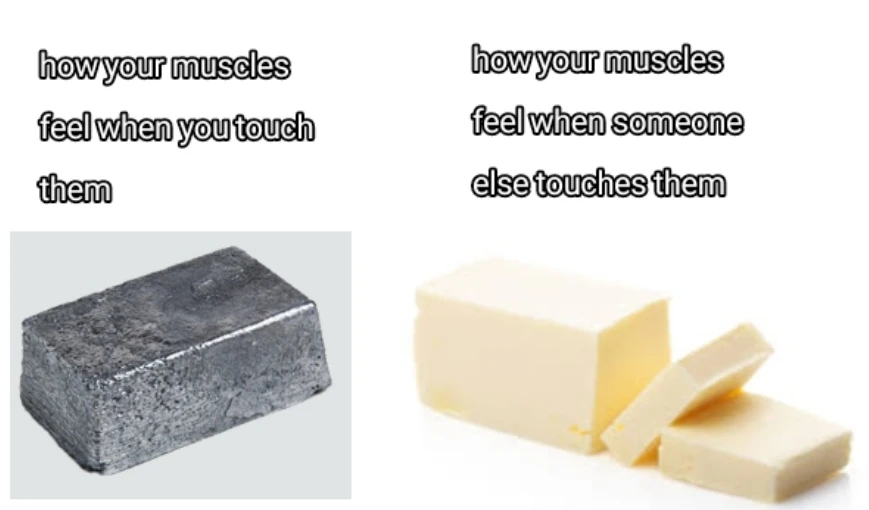 how your muscles
feel when you touch
them
how your muscles
feel when someone
else touches them